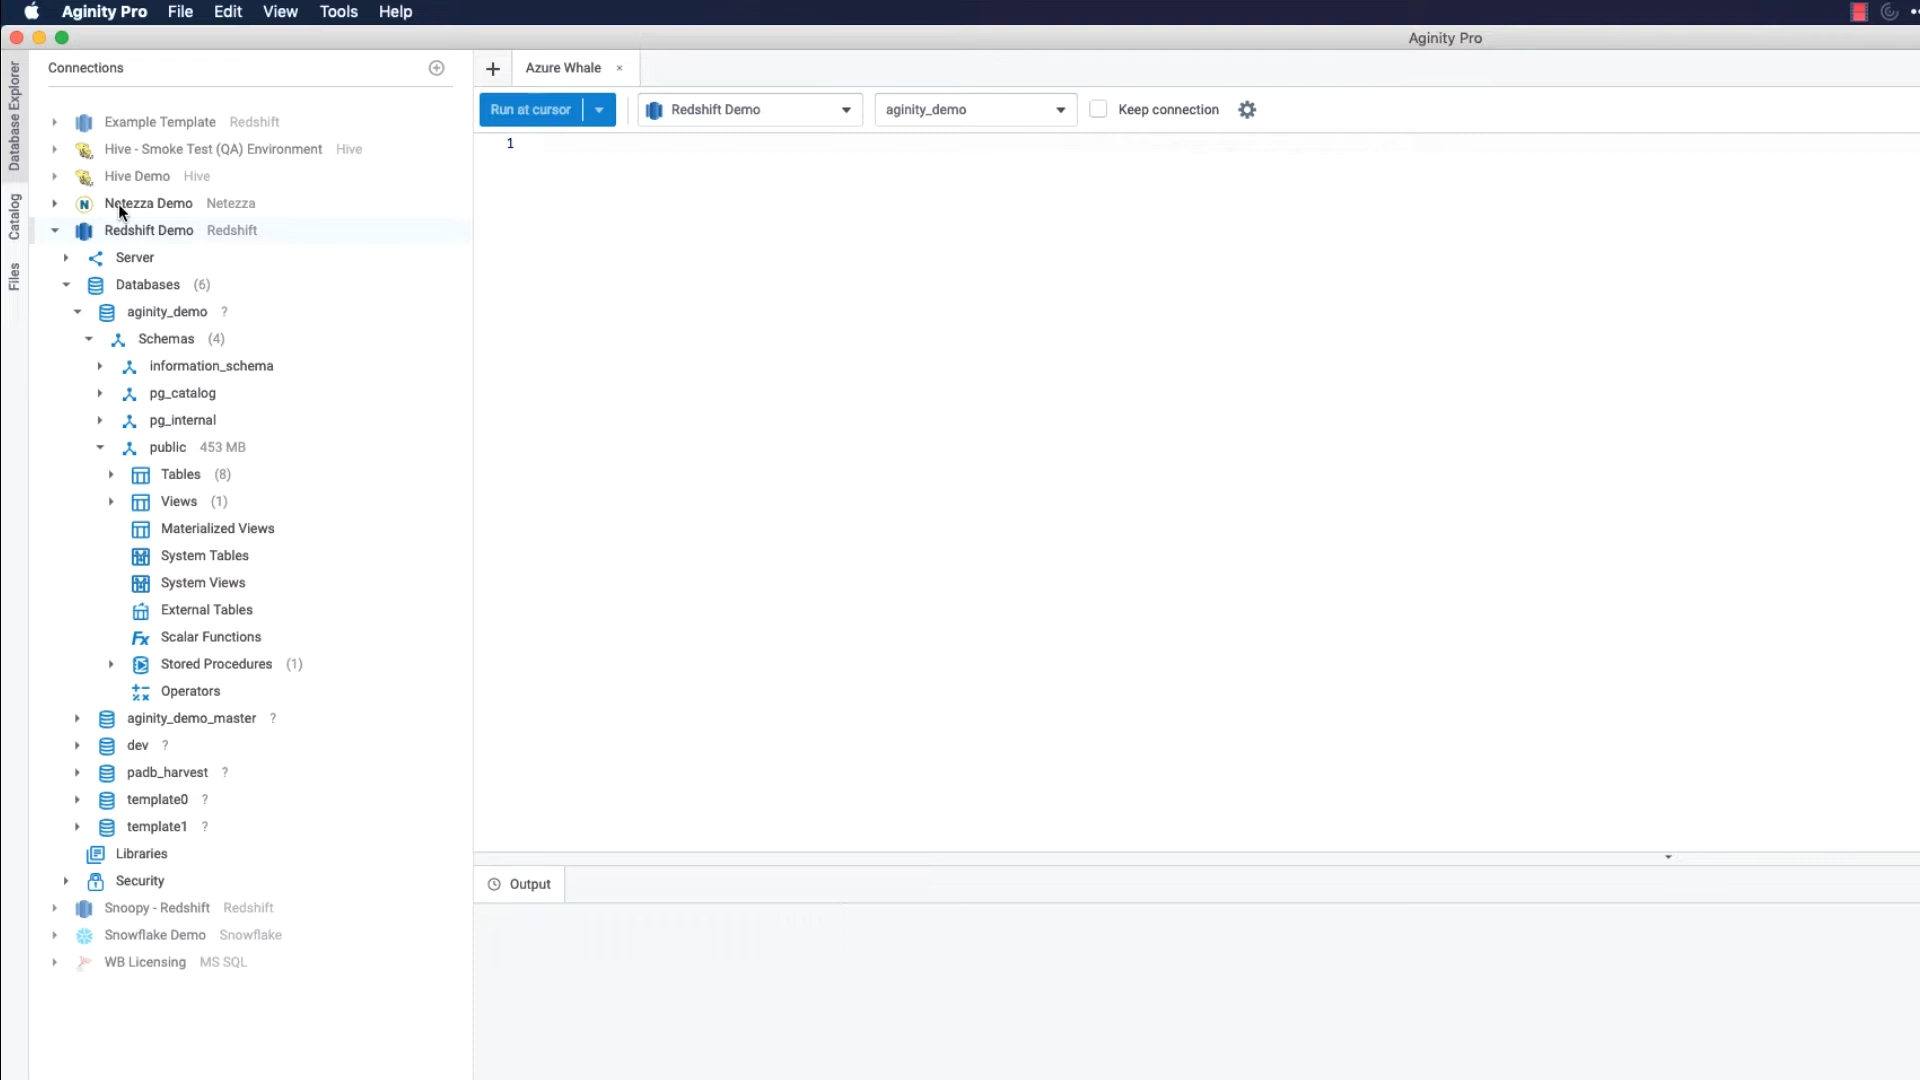 Aginity Pro File Edit View Tools Help
Aginity Pro
Database Explorer
Catalog
Files
Connections
Example Template Redshift
Hive - Smoke Test (QA) Environment Hive
Hive Demo Hive
Netezza Demo Netezza
Redshift Demo Redshift
Server
Databases (6)
aginity_demo ?
Schemas (4)
information_schema
pg_catalog
pg_internal
public 453 MB
Tables (8)
Views (1)
Materialized Views
System Tables
System Views
External Tables
Scalar Functions
Stored Procedures (1)
Operators
aginity_demo_master ?
dev ?
padb_harvest ?
template0 ?
template1 ?
Libraries
Security
Snoopy - Redshift Redshift
Snowflake Demo Snowflake
WB Licensing MS SQL
Azure Whale
Run at cursor Redshift Demo aginity_demo Keep connection
1
Output